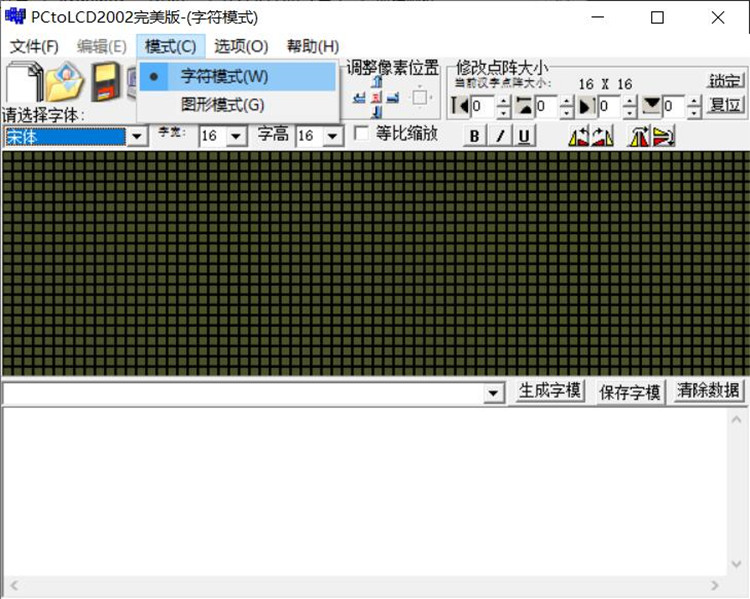 PCtoLCD2002完美版-(字符模式)
文件(F) 编辑(E) 模式(C) 选项(O) 帮助(H)
字符模式(W)
图形模式(G)
调整像素位置
修改点阵大小
当前汉字点阵大小: 16 X 16
锁定
0 0 0 0 复位
请选择字体:
宋体 字宽: 16 字高 16 等比缩放 B I U
生成字模 保存字模 清除数据